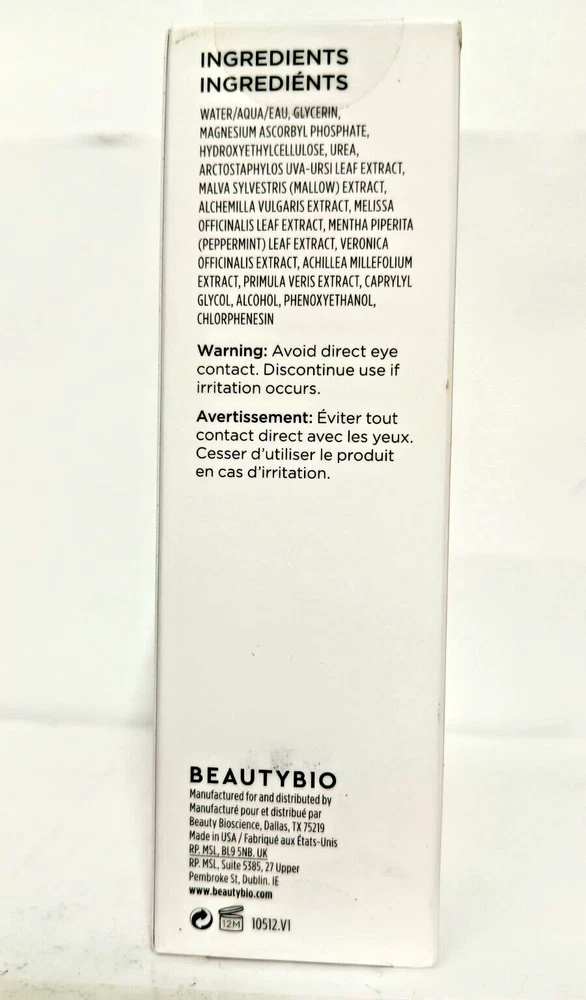 INGREDIENTS
INGREDIÉNTS
WATER/AQUA/EAU, GLYCERIN,
MAGNESIUM ASCORBYL PHOSPHATE,
HYDROXYETHYLCELLULOSE, UREA,
ARCTOSTAPHYLOS UVA-URSI LEAF EXTRACT,
MALVA SYLVESTRIS (MALLOW) EXTRACT,
ALCHEMILLA VULGARIS EXTRACT, MELISSA
OFFICINALIS LEAF EXTRACT, MENTHA PIPERITA
(PEPPERMINT) LEAF EXTRACT, VERONICA
OFFICINALIS EXTRACT, ACHILLEA MILLEFOLIUM
EXTRACT, PRIMULA VERIS EXTRACT, CAPRYLYL
GLYCOL, ALCOHOL, PHENOXYETHANOL,
CHLORPHENESIN
Warning: Avoid direct eye
contact. Discontinue use if
irritation occurs.
Avertissement: Éviter tout
contact direct avec les yeux.
Cesser d'utiliser le produit
en cas d'irritation.
BEAUTYBIO
Manufactured for and distributed by
Manufacturé pour et distribué par
Beauty Bioscience, Dallas, TX 75219
Made in USA / Fabriqué aux États-Unis
RP. MSL, BL9 5NB. UK
RP. MSL, Suite 5385, 27 Upper
Pembroke St, Dublin. IE
www.beautybio.com
12M 10512.V1